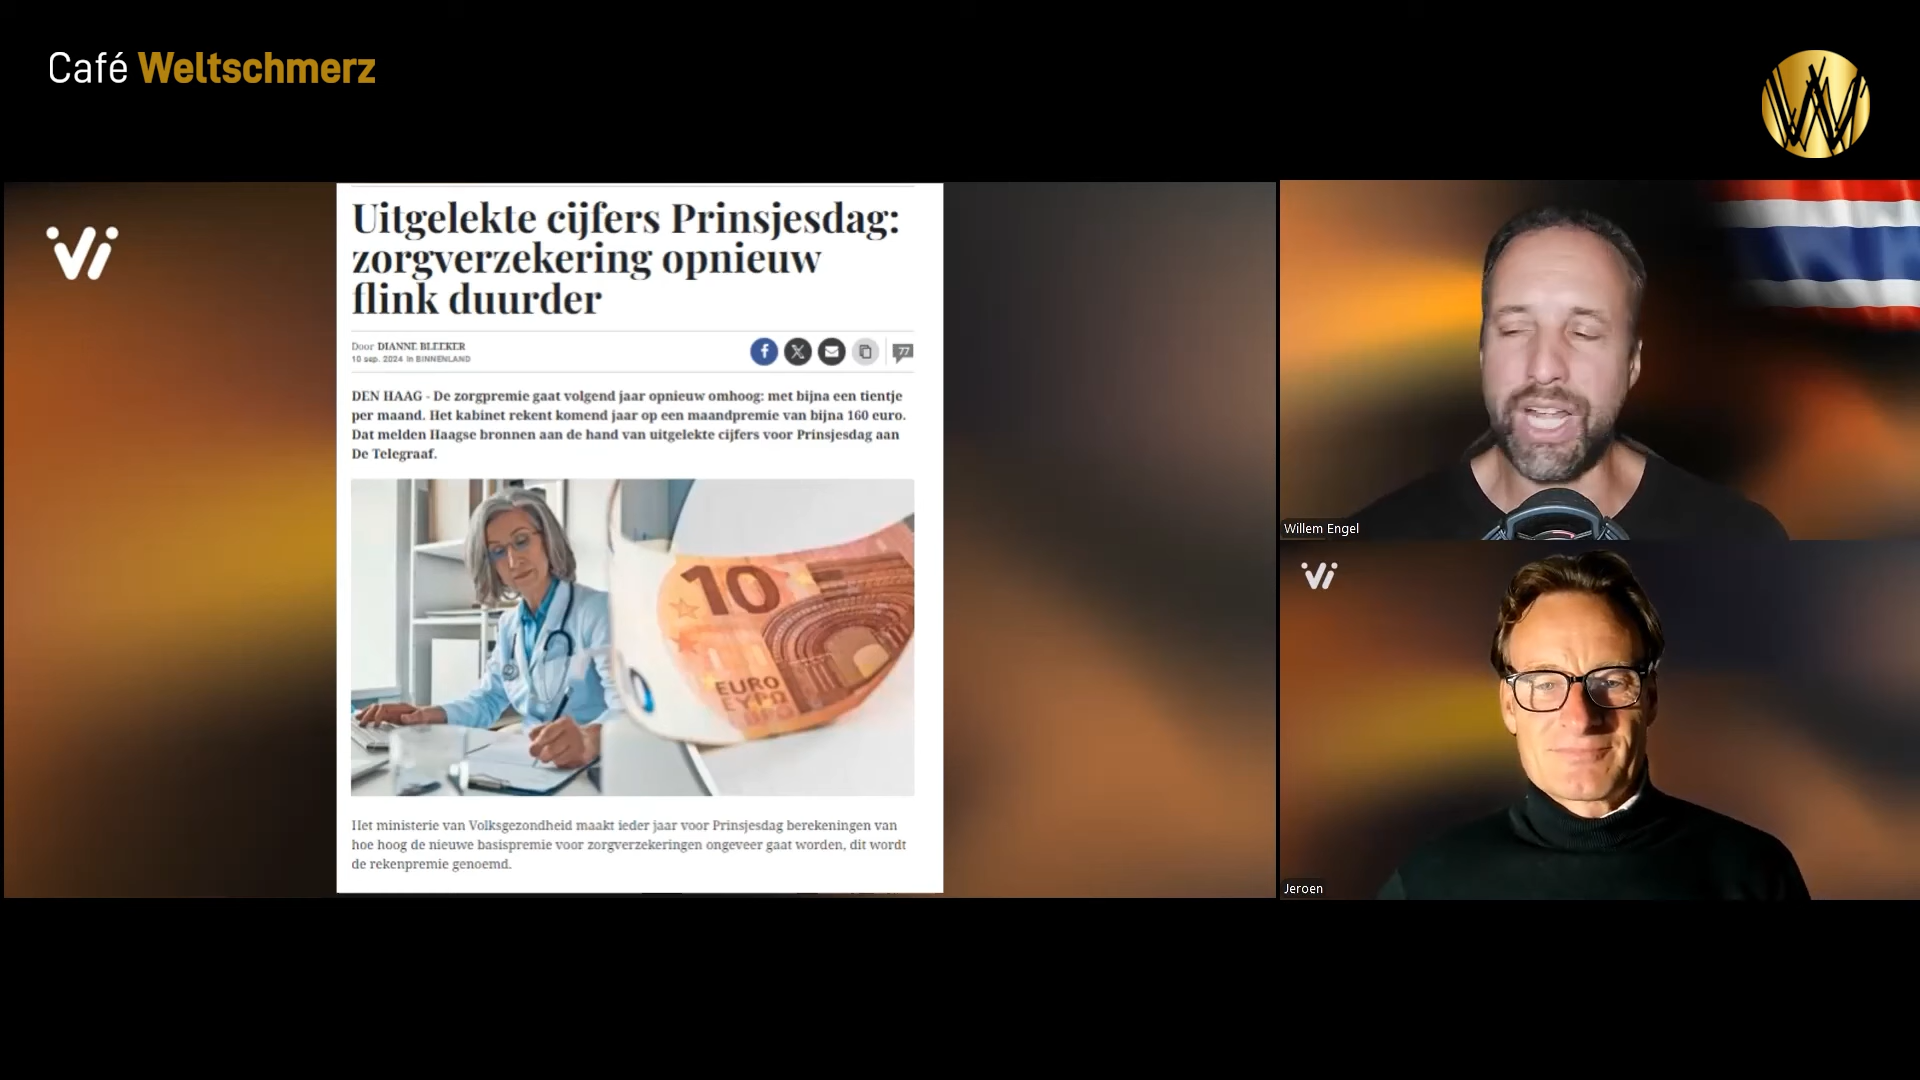 Café Weltschmerz
Uitgelekte cijfers Prinsjesdag:
zorgverzekering opnieuw
flink duurder
Door DIANNE BLEEKER
10 sep. 2024 in BINNENLAND
77
DEN HAAG - De zorgpremie gaat volgend jaar opnieuw omhoog: met bijna een tientje
per maand. Het kabinet rekent komend jaar op een maandpremie van bijna 160 euro.
Dat melden Haagse bronnen aan de hand van uitgelekte cijfers voor Prinsjesdag aan
De Telegraaf.
10
EURO
ΕΥΡΩ
Het ministerie van Volksgezondheid maakt ieder jaar voor Prinsjesdag berekeningen van
hoe hoog de nieuwe basispremie voor zorgverzekeringen ongeveer gaat worden, dit wordt
de rekenpremie genoemd.
Willem Engel
Jeroen